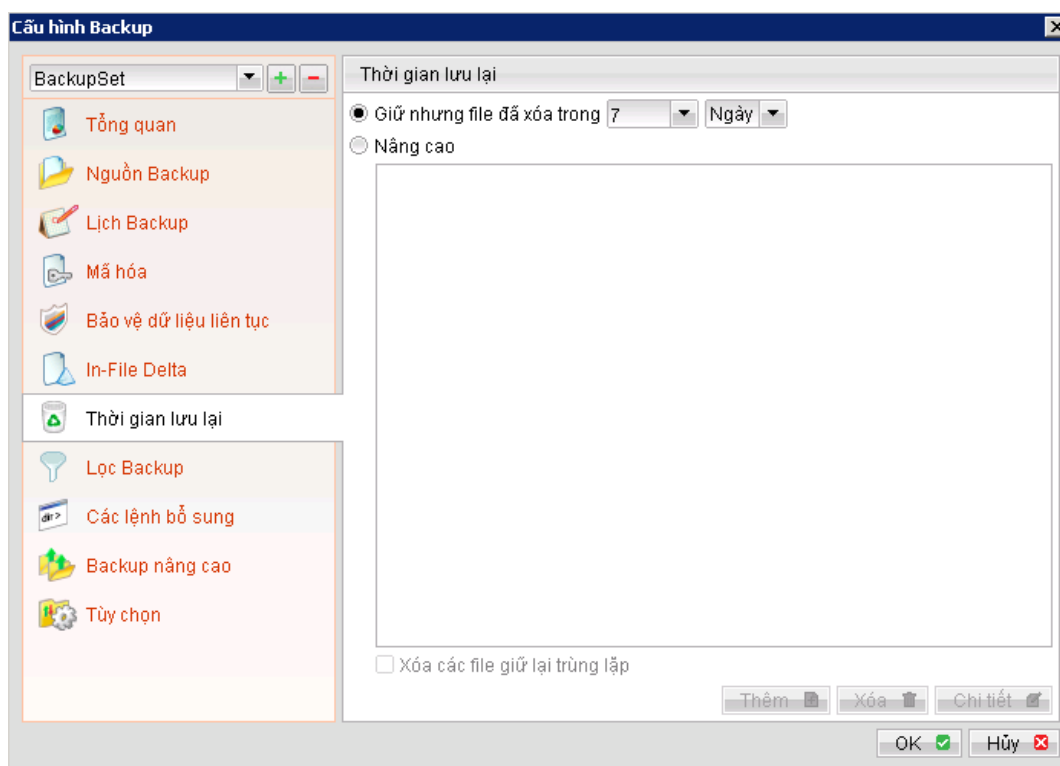 Cấu hình Backup
BackupSet
Tổng quan
Nguồn Backup
Lịch Backup
Mã hóa
Bảo vệ dữ liệu liên tục
In-File Delta
Thời gian lưu lại
Lọc Backup
dir>
Các lệnh bổ sung
Backup nâng cao
Tùy chọn
Thời gian lưu lại
Giữ nhưng file đã xóa trong 7 Ngày
Nâng cao
Xóa các file giữ lại trùng lặp
Thêm Xóa Chi tiết
OK Hủy